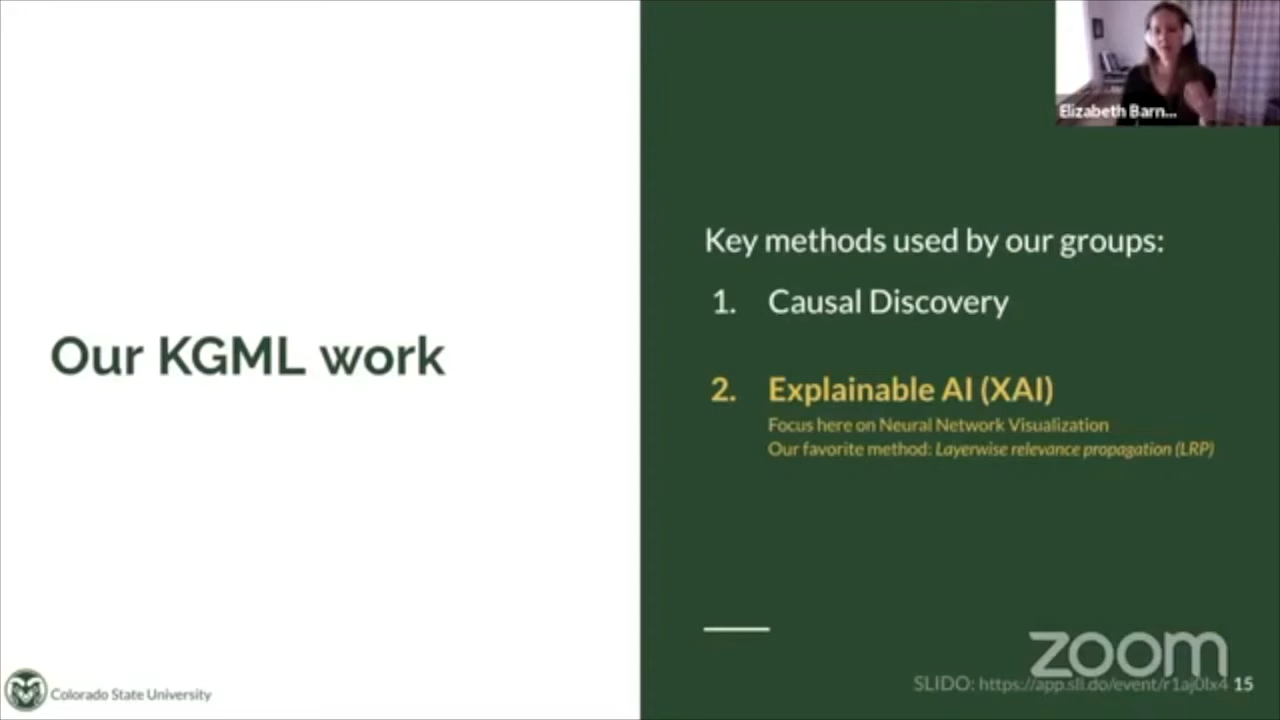 Elizabeth Barn...
Our KGML work
Key methods used by our groups:
1. Causal Discovery
2. Explainable AI (XAI)
Focus here on Neural Network Visualization
Our favorite method: Layerwise relevance propagation (LRP)
zoom
Colorado State University
SLIDO: https://app.sli.do/event/r1aj0lx4 15